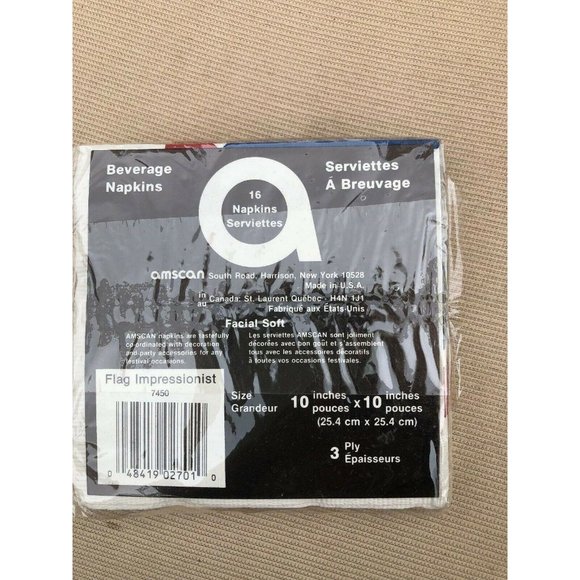 Beverage
Napkins
Serviettes
Á Breuvage
a
16
Napkins
Serviettes
amscan South Road, Harrison, New York 10528
Made in U.S.A.
in
au Canada: St. Laurent Québec H4N 1J1
Fabriqué aux États-Unis
Facial Soft
AMSCAN napkins are tastefully
co-ordinated with decoration
and party accessories for any
festival occasions.
Les serviettes AMSCAN sont joliment
décorées avec bon goût et s'assemblent
tous avec les accessoires décoratifs
à toutes vos occasions festivales.
Flag Impressionist
7450
0 48419 02701 0
Size
Grandeur
10 inches
pouces x 10 inches
pouces
(25.4 cm x 25.4 cm)
3 Ply
Épaisseurs